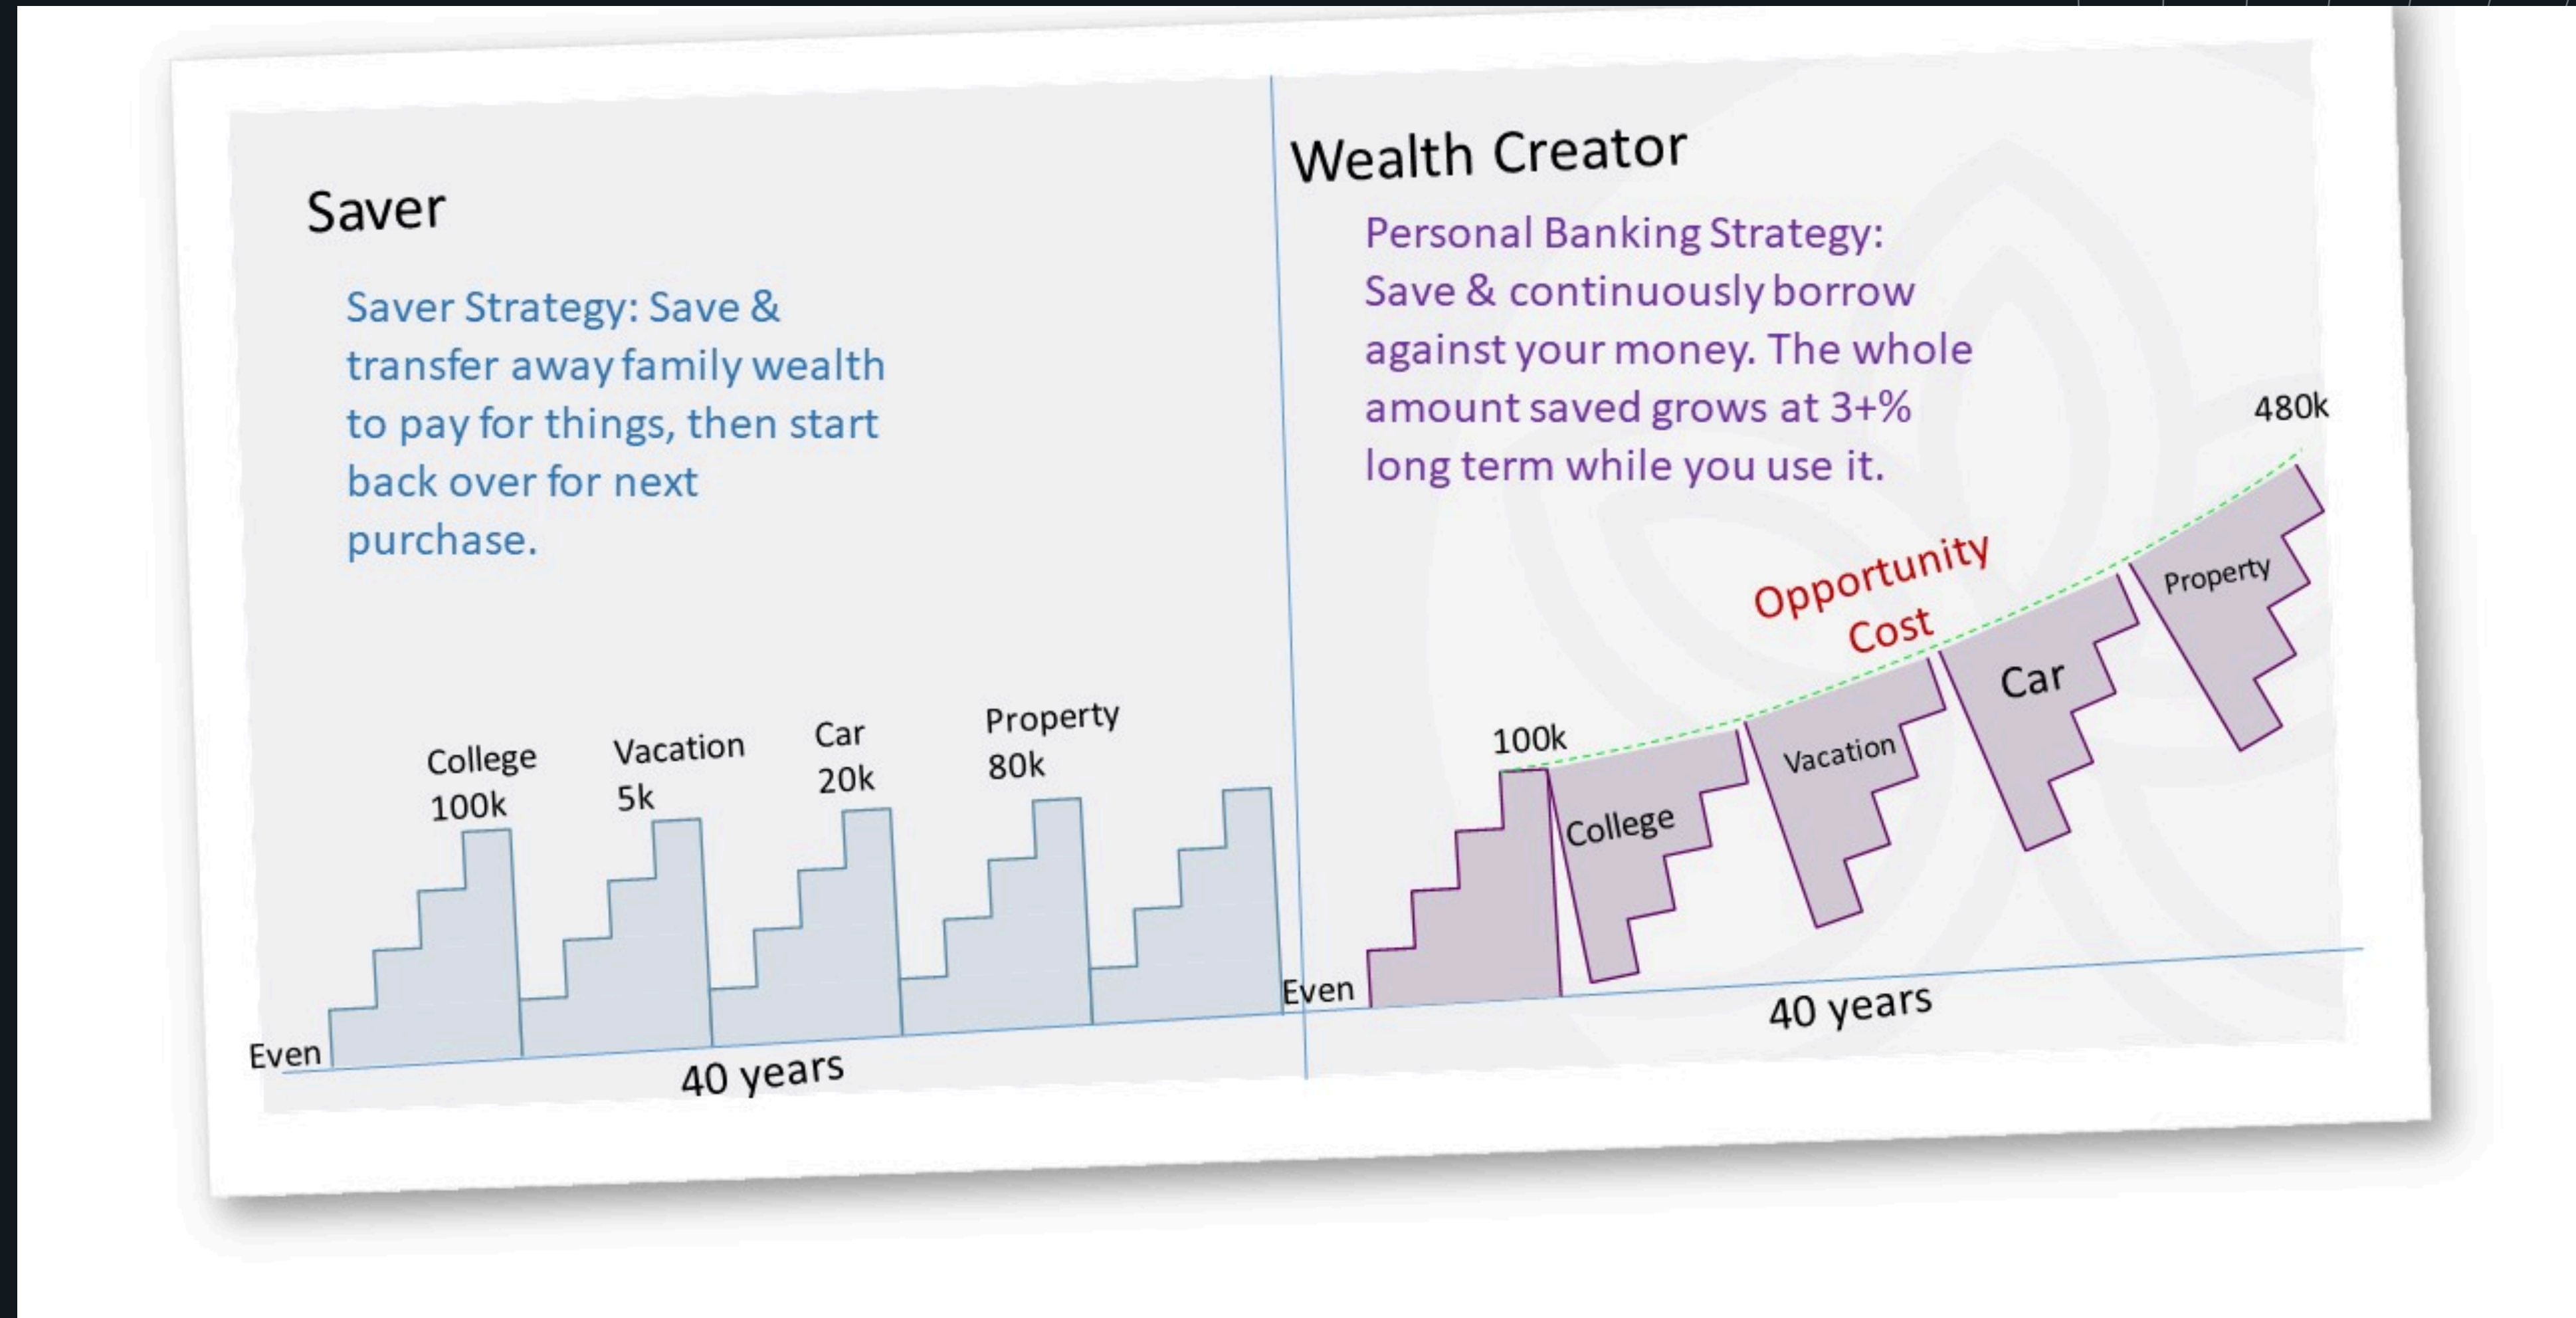 Saver
Saver Strategy: Save &
transfer away family wealth
to pay for things, then start
back over for next
purchase.
College
100k
Vacation
5k
Car
20k
Property
80k
Even
40 years
Wealth Creator
Personal Banking Strategy:
Save & continuously borrow
against your money. The whole
amount saved grows at 3+%
long term while you use it.
480k
Opportunity
Cost
100k
College
Vacation
Car
Property
Even
40 years